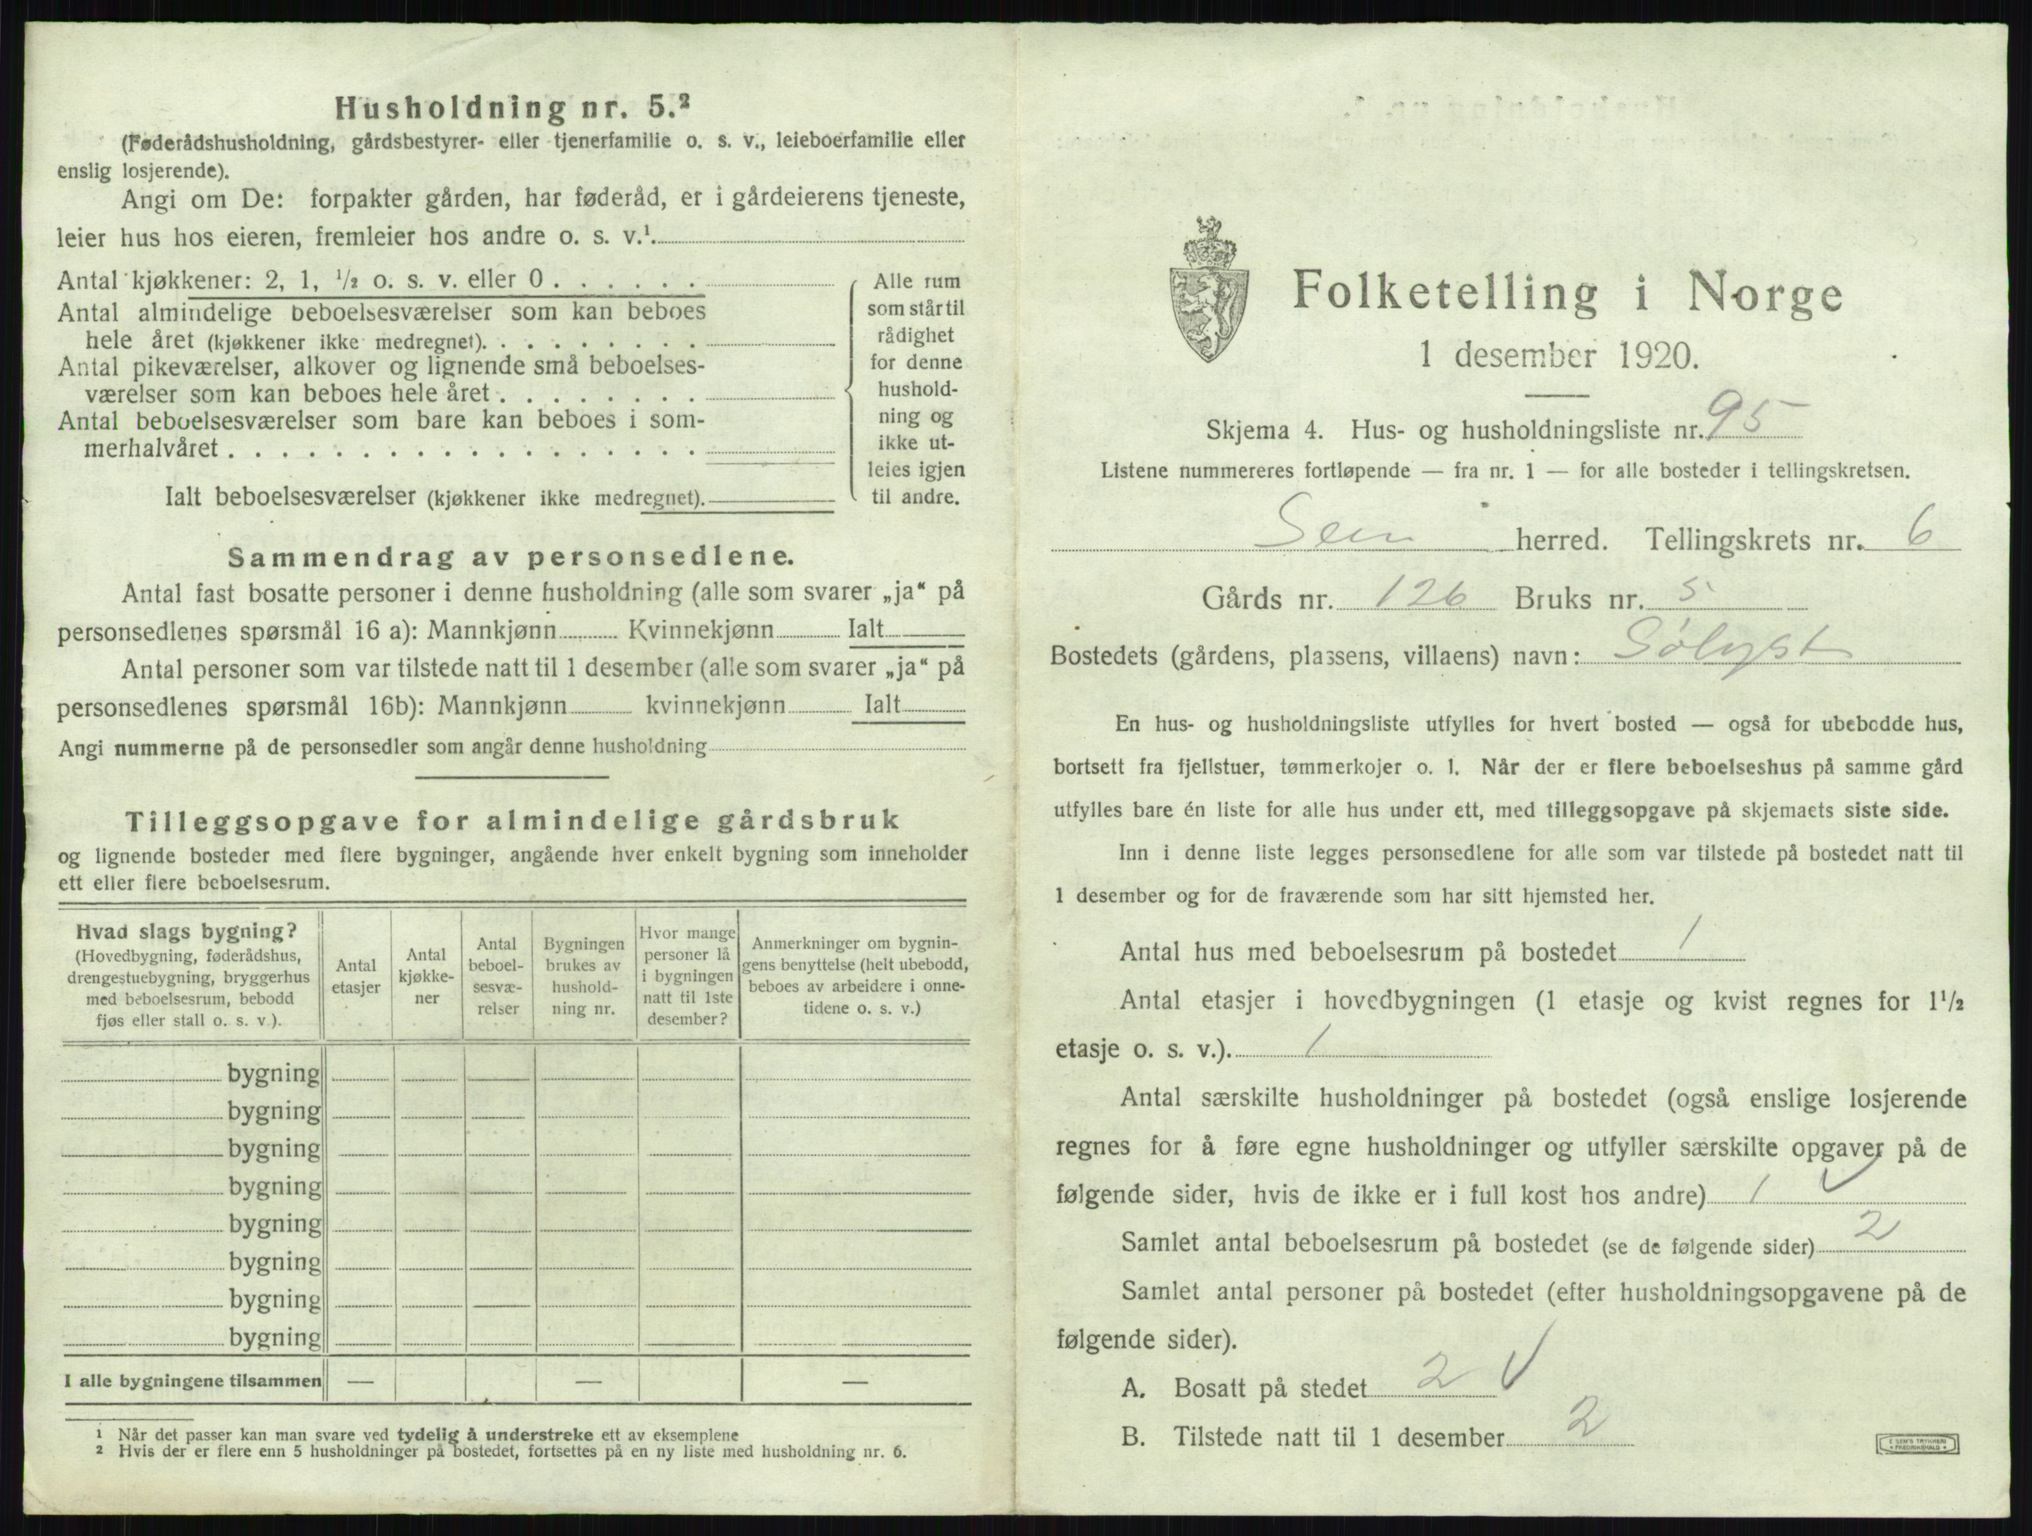 Husholdning nr. 5.²
(Føderådshusholdning, gårdsbestyrer- eller tjenerfamilie o. s. v., leieboerfamilie eller
enslig losjerende).
Angi om De: forpakter gården, har føderåd, er i gårdeierens tjeneste,
leier hus hos eieren, fremleier hos andre o. s. v.¹
Antal kjøkkener: 2, 1, ½ o. s. v. eller 0 . . . . . .
Antal almindelige beboelsesværelser som kan beboes
hele året (kjøkkener ikke medregnet). . . . . . . . .
Antal pikeværelser, alkover og lignende små beboelses-
værelser som kan beboes hele året . . . . . . . .
Antal beboelsesværelser som bare kan beboes i som-
merhalvåret . . . . . . . . . . . . . . . . . .
Ialt beboelsesværelser (kjøkkener ikke medregnet).
Alle rum
som står til
rådighet
for denne
hushold-
ning og
ikke ut-
leies igjen
til andre.
Sammendrag av personsedlene.
Antal fast bosatte personer i denne husholdning (alle som svarer „ja“ på
personsedlenes spørsmål 16 a): Mannkjønn Kvinnekjønn Ialt
Antal personer som var tilstede natt til 1 desember (alle som svarer „ja“ på
personsedlenes spørsmål 16b): Mannkjønn kvinnekjønn Ialt
Angi nummerne på de personsedler som angår denne husholdning
Tilleggsopgave for almindelige gårdsbruk
og lignende bosteder med flere bygninger, angående hver enkelt bygning som inneholder
ett eller flere beboelsesrum.
Hvad slags bygning?
(Hovedbygning, føderådshus,
drengestuebygning, bryggerhus
med beboelsesrum, bebodd
fjøs eller stall o. s. v.).
Antal
etasjer
Antal
kjøkke-
ner
Antal
beboel-
sesvæ-
relser
Bygningen
brukes av
hushold-
ning nr.
Hvor mange
personer lå
i bygningen
natt til 1ste
desember?
Anmerkninger om bygnin-
gens benyttelse (helt ubebodd,
beboes av arbeidere i onne-
tidene o. s. v.)
bygning
bygning
bygning
bygning
bygning
bygning
bygning
bygning
I alle bygningene tilsammen — — —
¹ Når det passer kan man svare ved tydelig å understreke ett av eksemplene
² Hvis der er flere enn 5 husholdninger på bostedet, fortsettes på en ny liste med husholdning nr. 6.
Folketelling i Norge
1 desember 1920.
Skjema 4. Hus- og husholdningsliste nr. 95
Listene nummereres fortløpende — fra nr. 1 — for alle bosteder i tellingskretsen.
Sem herred. Tellingskrets nr. 6
Gårds nr. 126 Bruks nr. 5
Bostedets (gårdens, plassens, villaens) navn: Sølyst
En hus- og husholdningsliste utfylles for hvert bosted — også for ubebodde hus,
bortsett fra fjellstuer, tømmerkojer o. l. Når der er flere beboelseshus på samme gård
utfylles bare én liste for alle hus under ett, med tilleggsopgave på skjemaets siste side.
Inn i denne liste legges personsedlene for alle som var tilstede på bostedet natt til
1 desember og for de fraværende som har sitt hjemsted her.
Antal hus med beboelsesrum på bostedet 1
Antal etasjer i hovedbygningen (1 etasje og kvist regnes for 1½
etasje o. s. v.). 1
Antal særskilte husholdninger på bostedet (også enslige losjerende
regnes for å føre egne husholdninger og utfyller særskilte opgaver på de
følgende sider, hvis de ikke er i full kost hos andre) 1 ✓
Samlet antal beboelsesrum på bostedet (se de følgende sider) 2
Samlet antal personer på bostedet (efter husholdningsopgavene på de
følgende sider).
A. Bosatt på stedet 2 ✓
B. Tilstede natt til 1 desember 2
E SEM'S TRYKKERI
FREDRIKSHALD